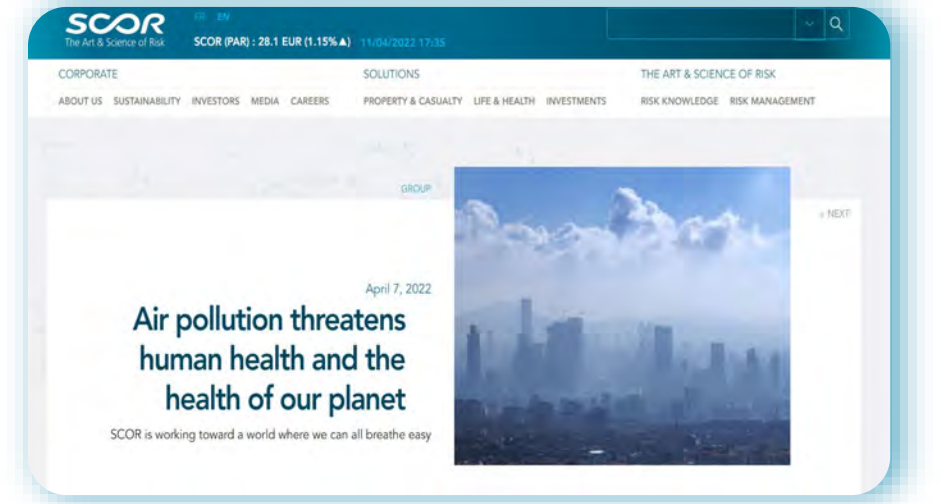 SCOR
The Art & Science of Risk
FR EN
SCOR (PAR) : 28.1 EUR (1.15% ▲) 11/04/2022 17:35
CORPORATE SOLUTIONS THE ART & SCIENCE OF RISK
ABOUT US SUSTAINABILITY INVESTORS MEDIA CAREERS PROPERTY & CASUALTY LIFE & HEALTH INVESTMENTS RISK KNOWLEDGE RISK MANAGEMENT
GROUP
› NEXT
April 7, 2022
Air pollution threatens
human health and the
health of our planet
SCOR is working toward a world where we can all breathe easy